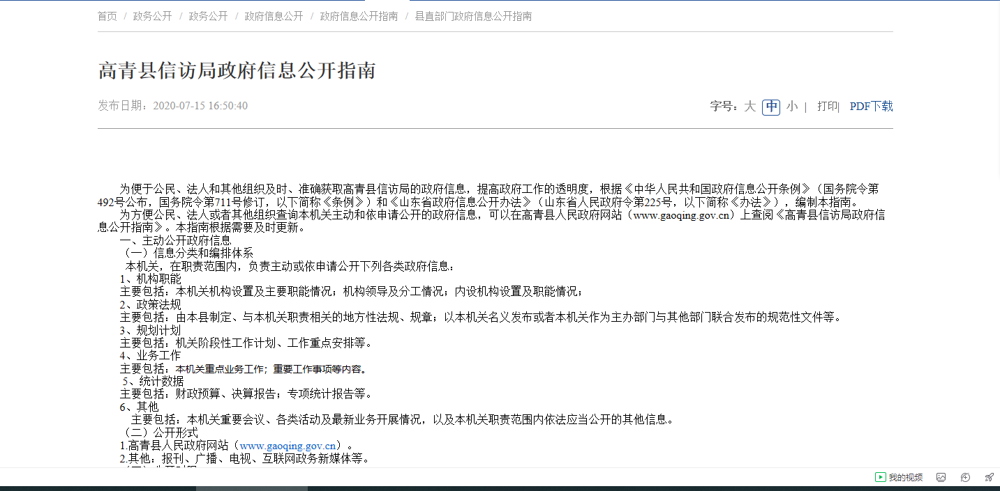 首页 / 政务公开 / 政务公开 / 政府信息公开 / 政府信息公开指南 / 县直部门政府信息公开指南
高青县信访局政府信息公开指南
发布日期：2020-07-15 16:50:40
字号：大 中 小 | 打印| PDF下载
为便于公民、法人和其他组织及时、准确获取高青县信访局的政府信息，提高政府工作的透明度，根据《中华人民共和国政府信息公开条例》（国务院令第
492号公布，国务院令第711号修订，以下简称《条例》）和《山东省政府信息公开办法》（山东省人民政府令第225号，以下简称《办法》），编制本指南。
为方便公民、法人或者其他组织查询本机关主动和依申请公开的政府信息，可以在高青县人民政府网站（www.gaoqing.gov.cn）上查阅《高青县信访局政府信
息公开指南》。本指南根据需要及时更新。
一、主动公开政府信息
（一）信息分类和编排体系
本机关，在职责范围内，负责主动或依申请公开下列各类政府信息：
1、机构职能
主要包括：本机关机构设置及主要职能情况；机构领导及分工情况；内设机构设置及职能情况；
2、政策法规
主要包括：由本县制定、与本机关职责相关的地方性法规、规章；以本机关名义发布或者本机关作为主办部门与其他部门联合发布的规范性文件等。
3、规划计划
主要包括：机关阶段性工作计划、工作重点安排等。
4、业务工作
主要包括：本机关重点业务工作；重要工作事项等内容。
5、统计数据
主要包括：财政预算、决算报告；专项统计报告等。
6、其他
主要包括：本机关重要会议、各类活动及最新业务开展情况，以及本机关职责范围内依法应当公开的其他信息。
（二）公开形式
1.高青县人民政府网站（www.gaoqing.gov.cn）。
2.其他：报刊、广播、电视、互联网政务新媒体等。
我的视频